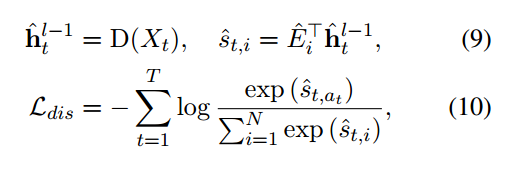 ĥ_t^{l−1} = D(X_t), ŝ_{t,i} = Ê_i^⊤ ĥ_t^{l−1}, (9)
ℒ_{dis} = − ∑_{t=1}^{T} log \frac{exp (ŝ_{t,a_t})}{∑_{i=1}^{N} exp (ŝ_{t,i})}, (10)